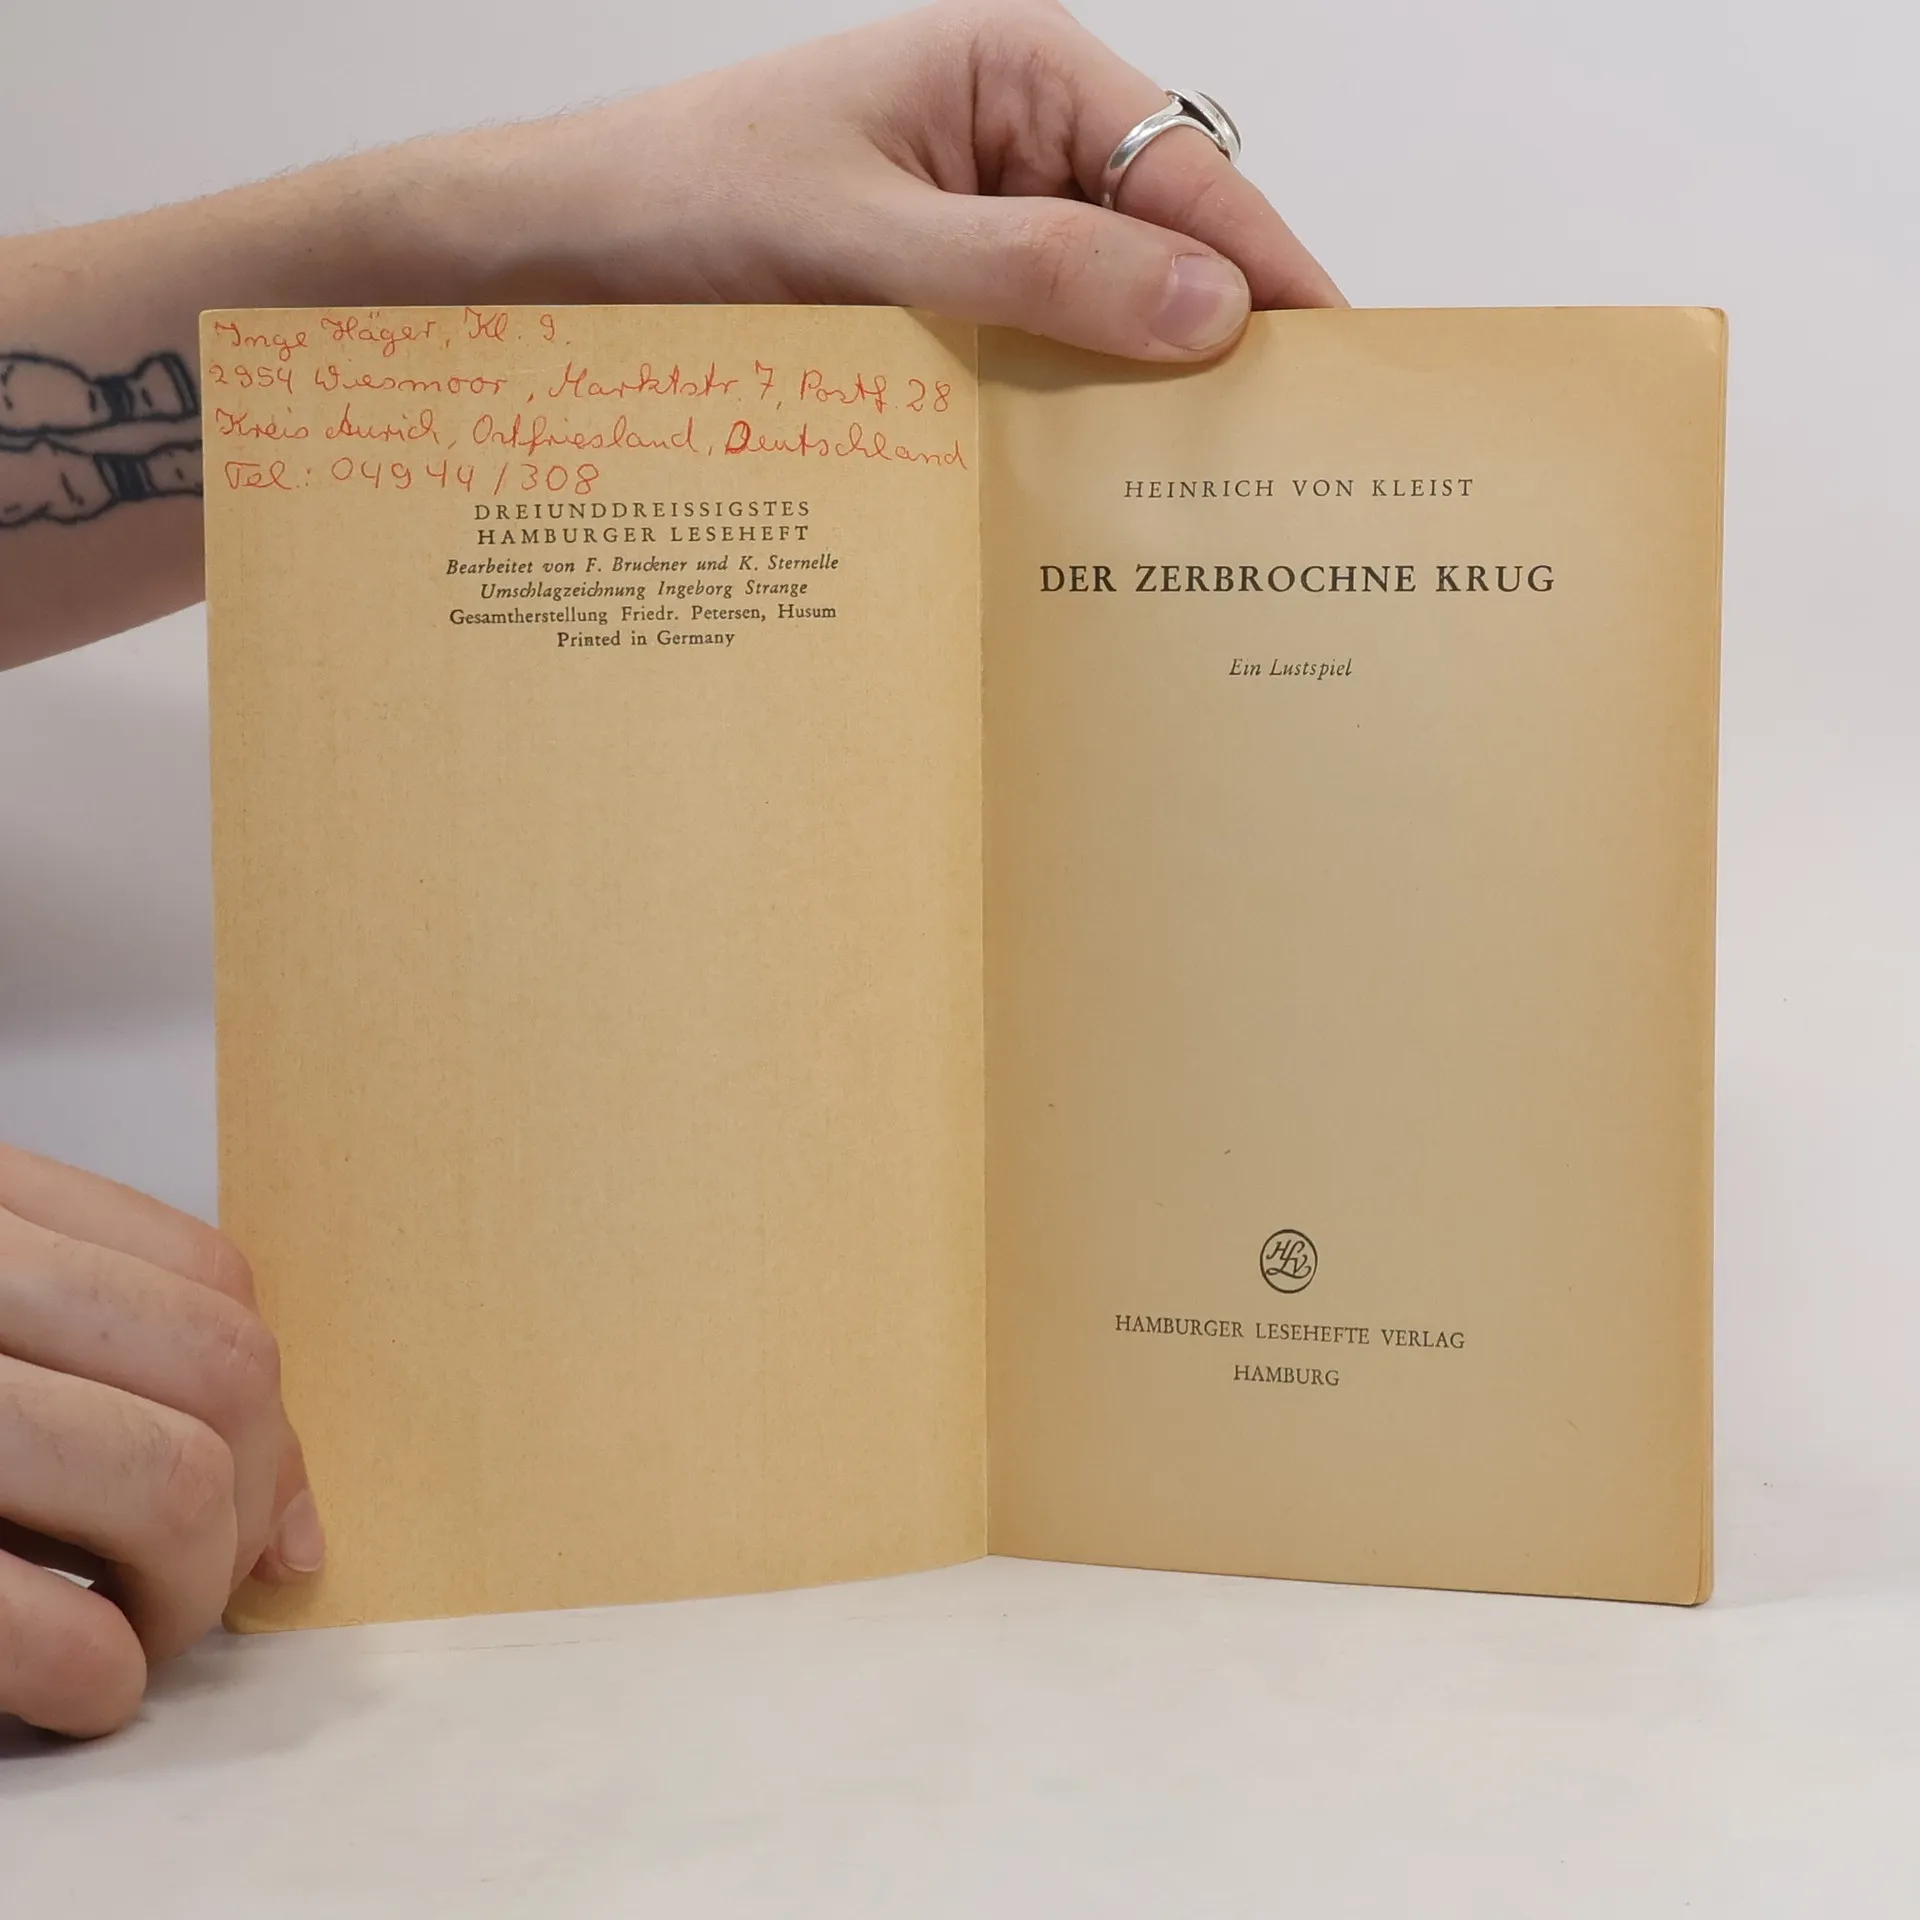 Inge Häger, Kl. 9.
2954 Wiesmoor, Marktstr. 7, Postf. 28
Kreis Aurich, Ostfriesland, Deutschland
Tel.: 04944/308
DREIUNDDREISSIGSTES
HAMBURGER LESEHEFT
Bearbeitet von F. Bruckner und K. Sternelle
Umschlagzeichnung Ingeborg Strange
Gesamtherstellung Friedr. Petersen, Husum
Printed in Germany
HEINRICH VON KLEIST
DER ZERBROCHNE KRUG
Ein Lustspiel
HLV
HAMBURGER LESEHEFTE VERLAG
HAMBURG